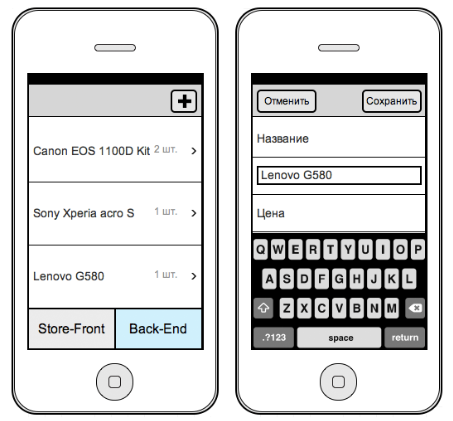 Canon EOS 1100D Kit 2 шт.
Sony Xperia acro S 1 шт.
Lenovo G580 1 шт.
Store-Front Back-End
Отменить Сохранить
Название
Lenovo G580
Цена
Q W E R T Y U I O P
A S D F G H J K L
Z X C V B N M
.?123 space return